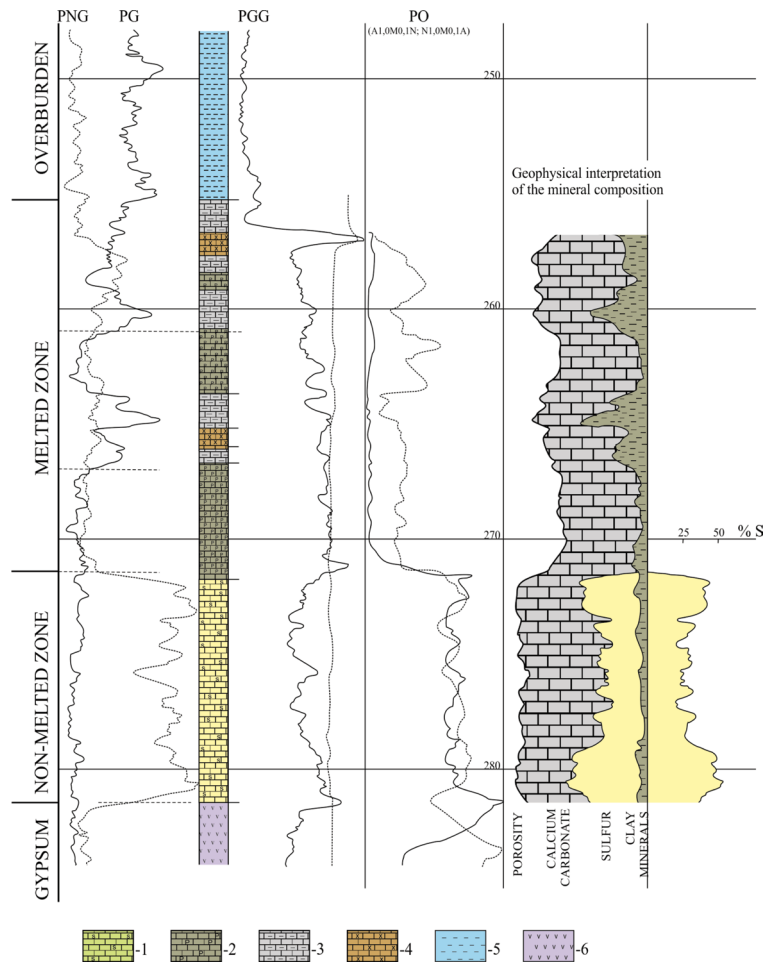 PNG PG PGG PO
(A1,0M0,1N; N1,0M0,1A)
OVERBURDEN
250
Geophysical interpretation
of the mineral composition
MELTED ZONE
260
270
25 50 % S
NON-MELTED ZONE
280
GYPSUM
POROSITY
CALCIUM
CARBONATE
SULFUR
CLAY
MINERALS
-1 -2 -3 -4 -5 -6